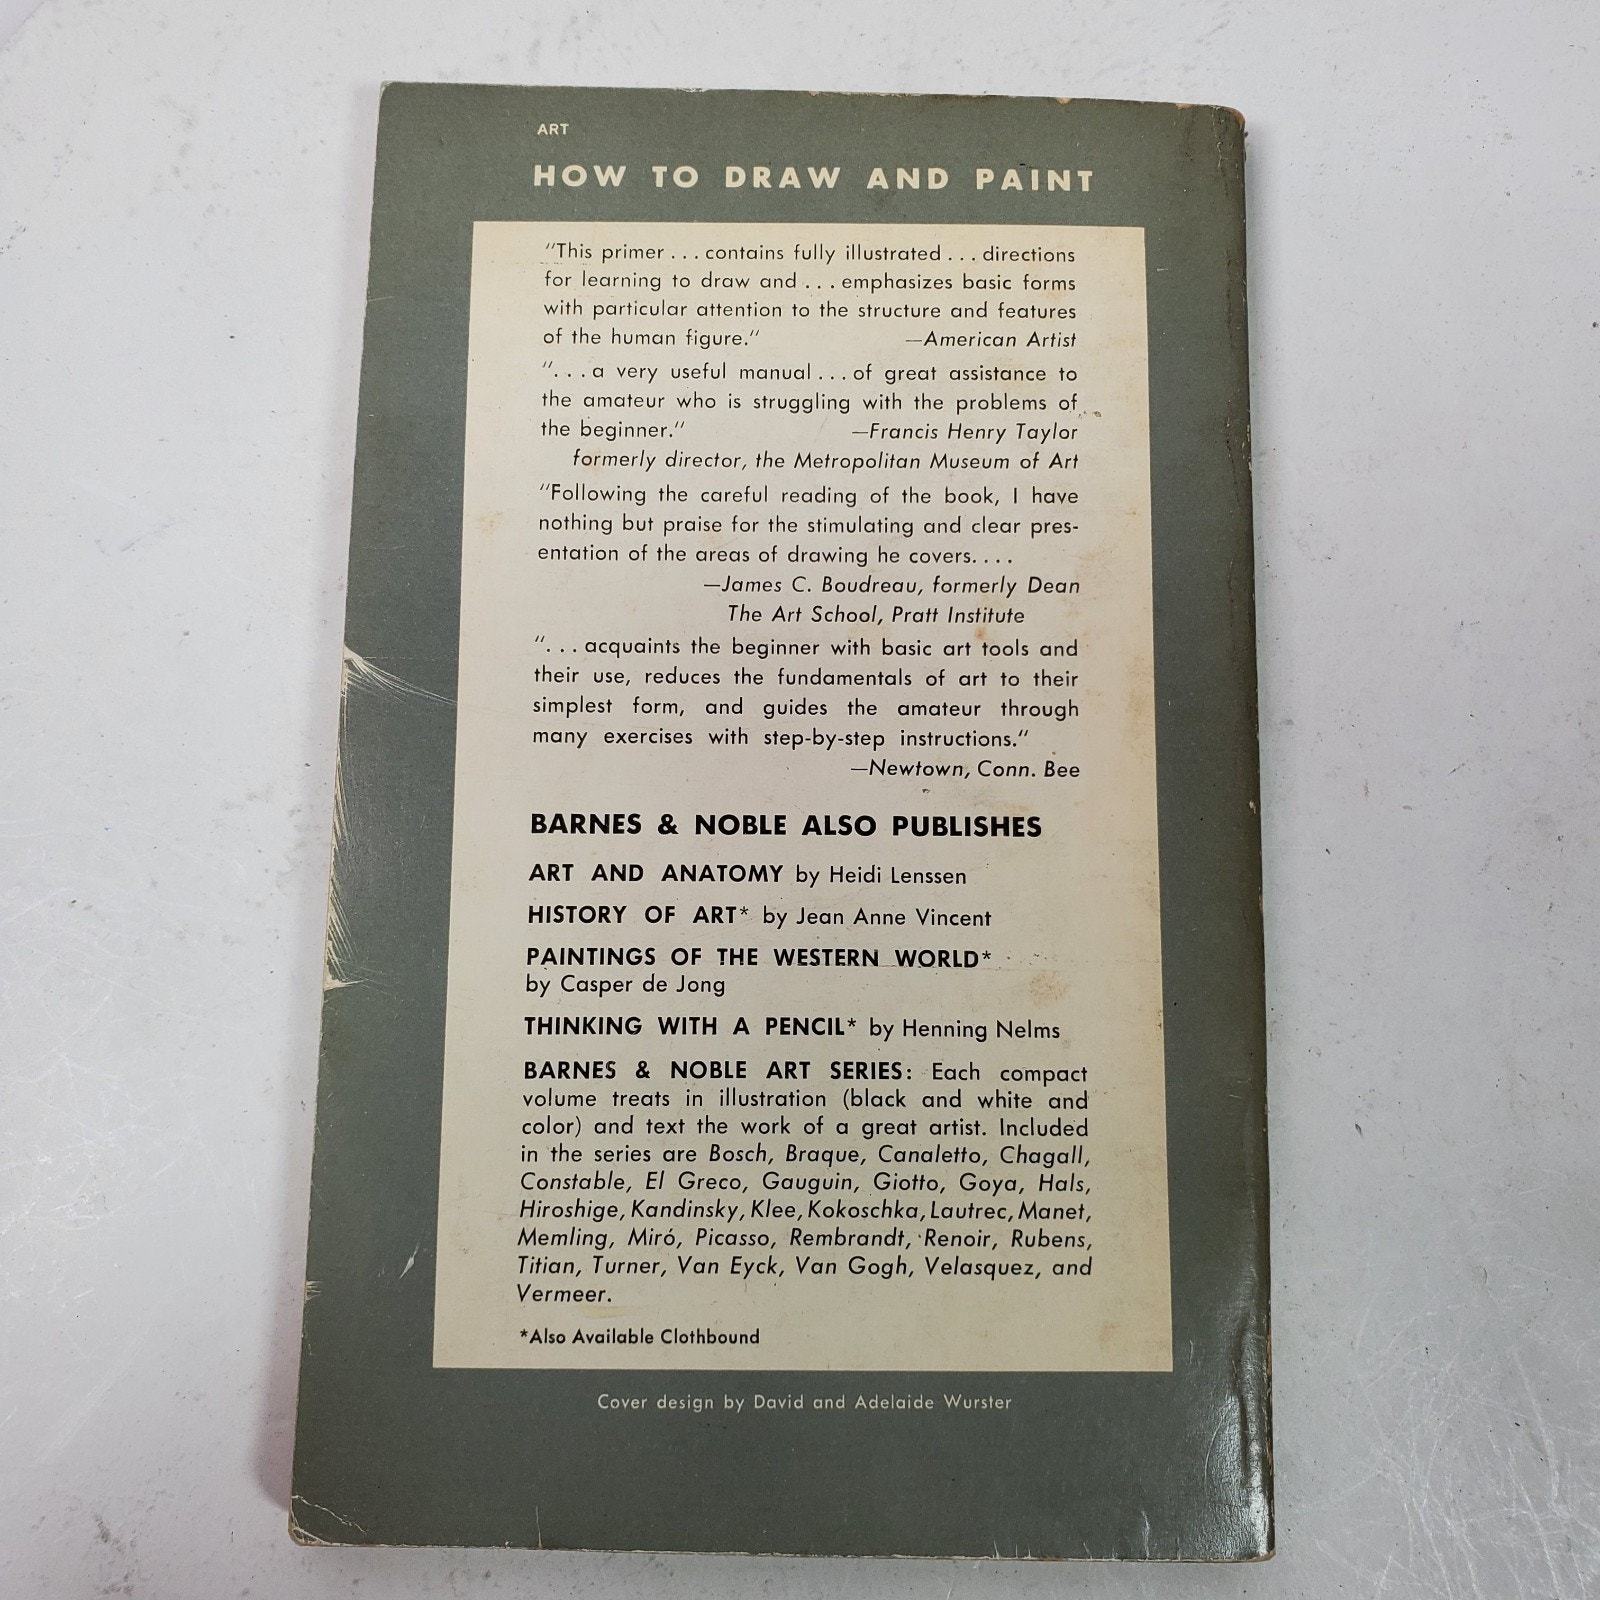 ART
HOW TO DRAW AND PAINT
"This primer . . . contains fully illustrated . . . directions
for learning to draw and . . . emphasizes basic forms
with particular attention to the structure and features
of the human figure." —American Artist
". . . a very useful manual . . . of great assistance to
the amateur who is struggling with the problems of
the beginner." —Francis Henry Taylor
formerly director, the Metropolitan Museum of Art
"Following the careful reading of the book, I have
nothing but praise for the stimulating and clear pres-
entation of the areas of drawing he covers. . . .
—James C. Boudreau, formerly Dean
The Art School, Pratt Institute
". . . acquaints the beginner with basic art tools and
their use, reduces the fundamentals of art to their
simplest form, and guides the amateur through
many exercises with step-by-step instructions."
—Newtown, Conn. Bee
BARNES & NOBLE ALSO PUBLISHES
ART AND ANATOMY by Heidi Lenssen
HISTORY OF ART* by Jean Anne Vincent
PAINTINGS OF THE WESTERN WORLD*
by Casper de Jong
THINKING WITH A PENCIL* by Henning Nelms
BARNES & NOBLE ART SERIES: Each compact
volume treats in illustration (black and white and
color) and text the work of a great artist. Included
in the series are Bosch, Braque, Canaletto, Chagall,
Constable, El Greco, Gauguin, Giotto, Goya, Hals,
Hiroshige, Kandinsky, Klee, Kokoschka, Lautrec, Manet,
Memling, Miró, Picasso, Rembrandt, Renoir, Rubens,
Titian, Turner, Van Eyck, Van Gogh, Velasquez, and
Vermeer.
*Also Available Clothbound
Cover design by David and Adelaide Wurster